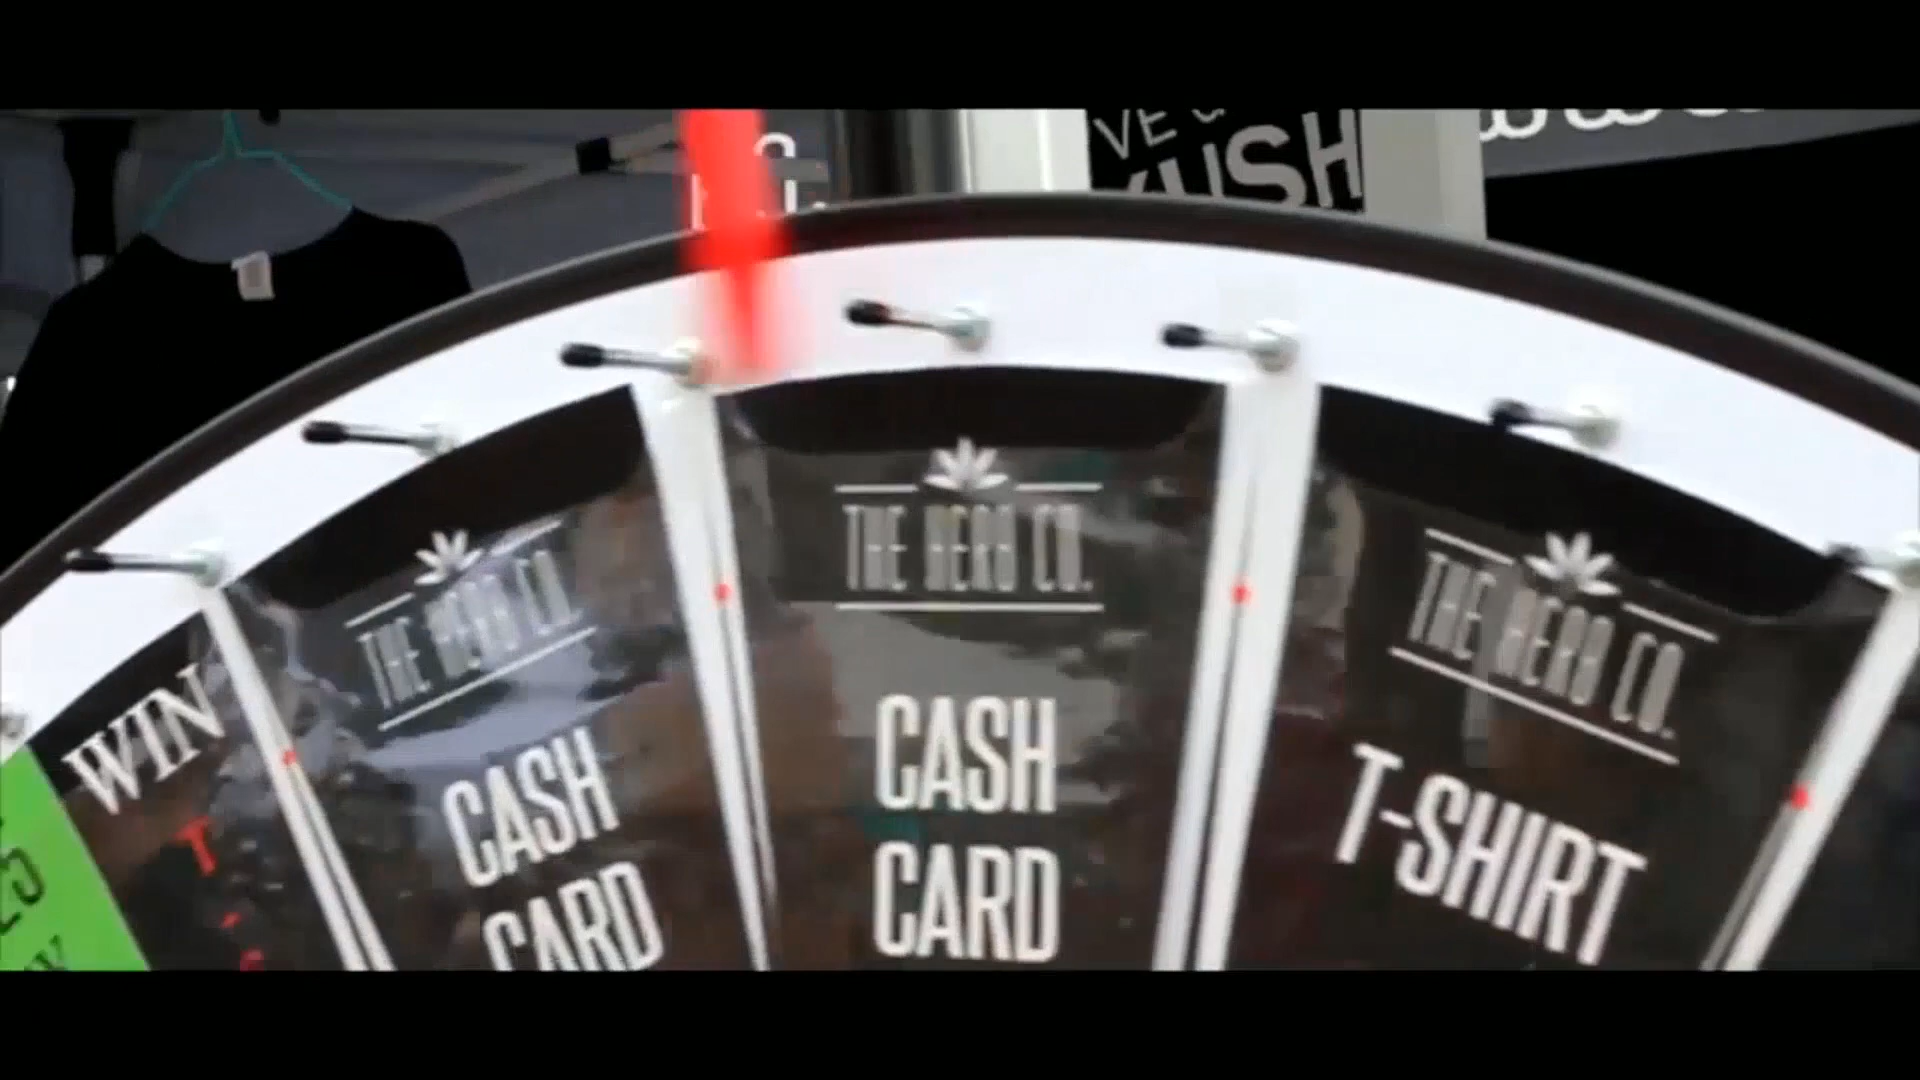 KUSH
THE HERB CO.
CASH
CARD
THE HERB CO.
CASH
CARD
THE HERB CO.
T-SHIRT
WIN